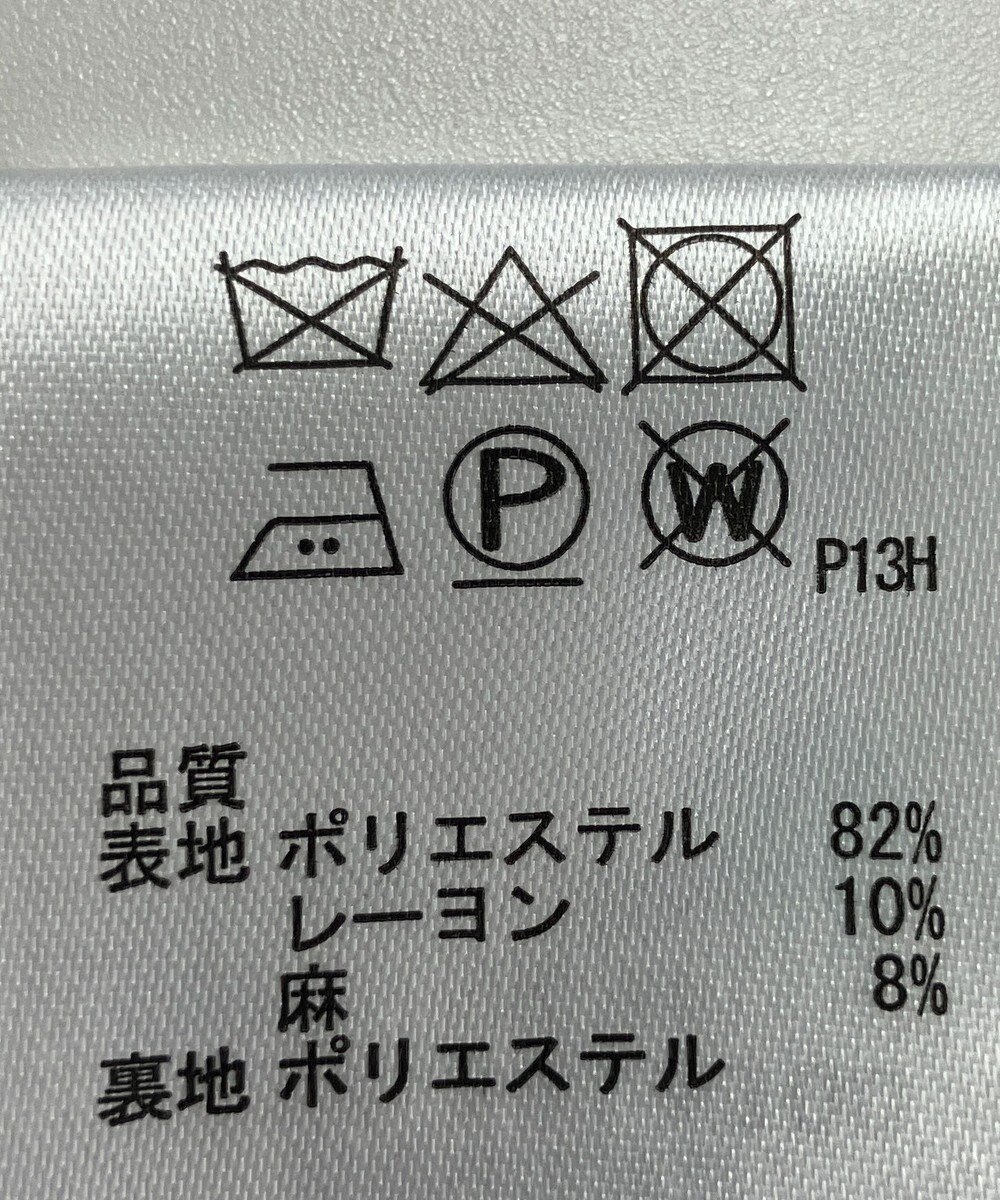 P W P13H
品質
表地 ポリエステル 82%
レーヨン 10%
麻 8%
裏地 ポリエステル